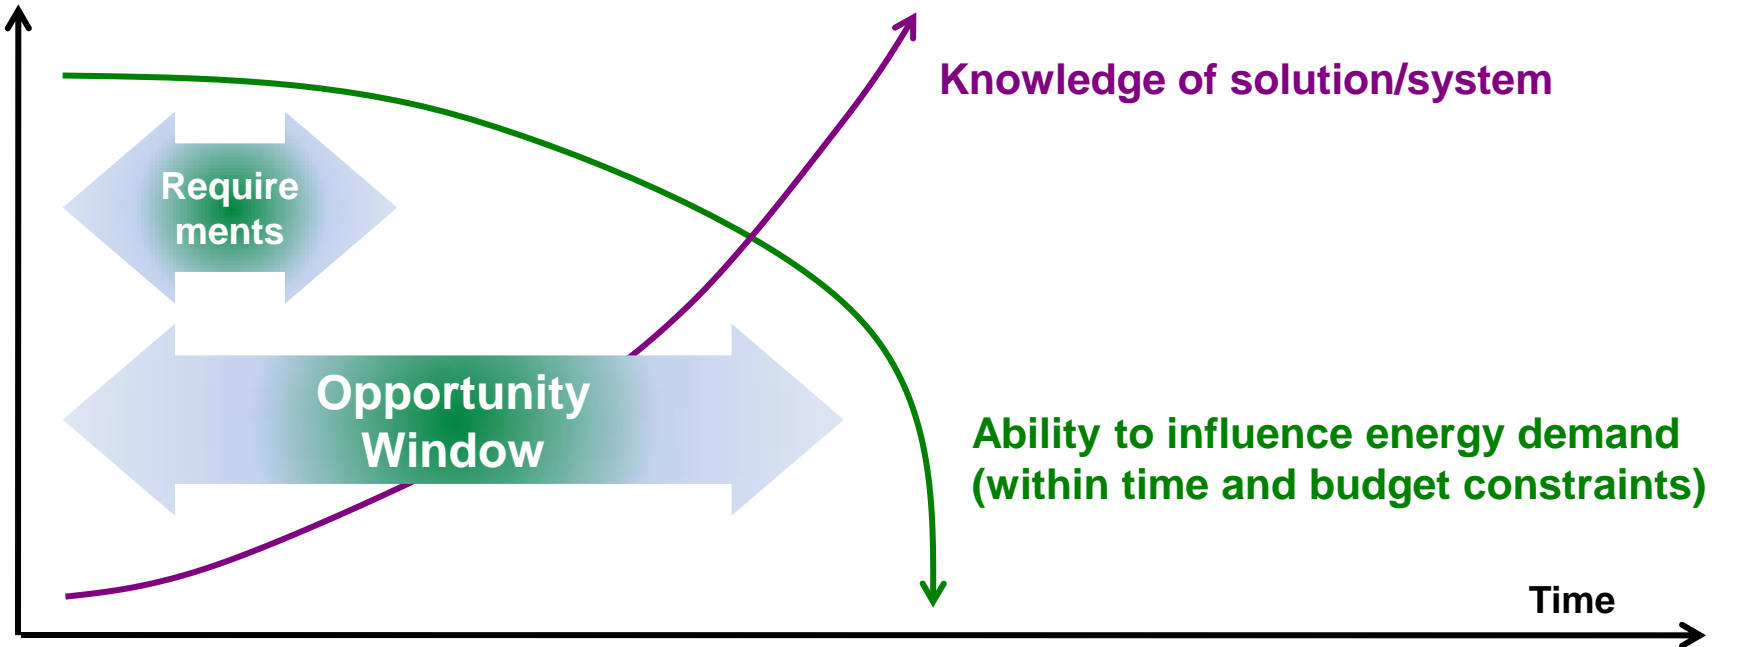 Knowledge of solution/system
Require
ments
Opportunity
Window
Ability to influence energy demand
(within time and budget constraints)
Time